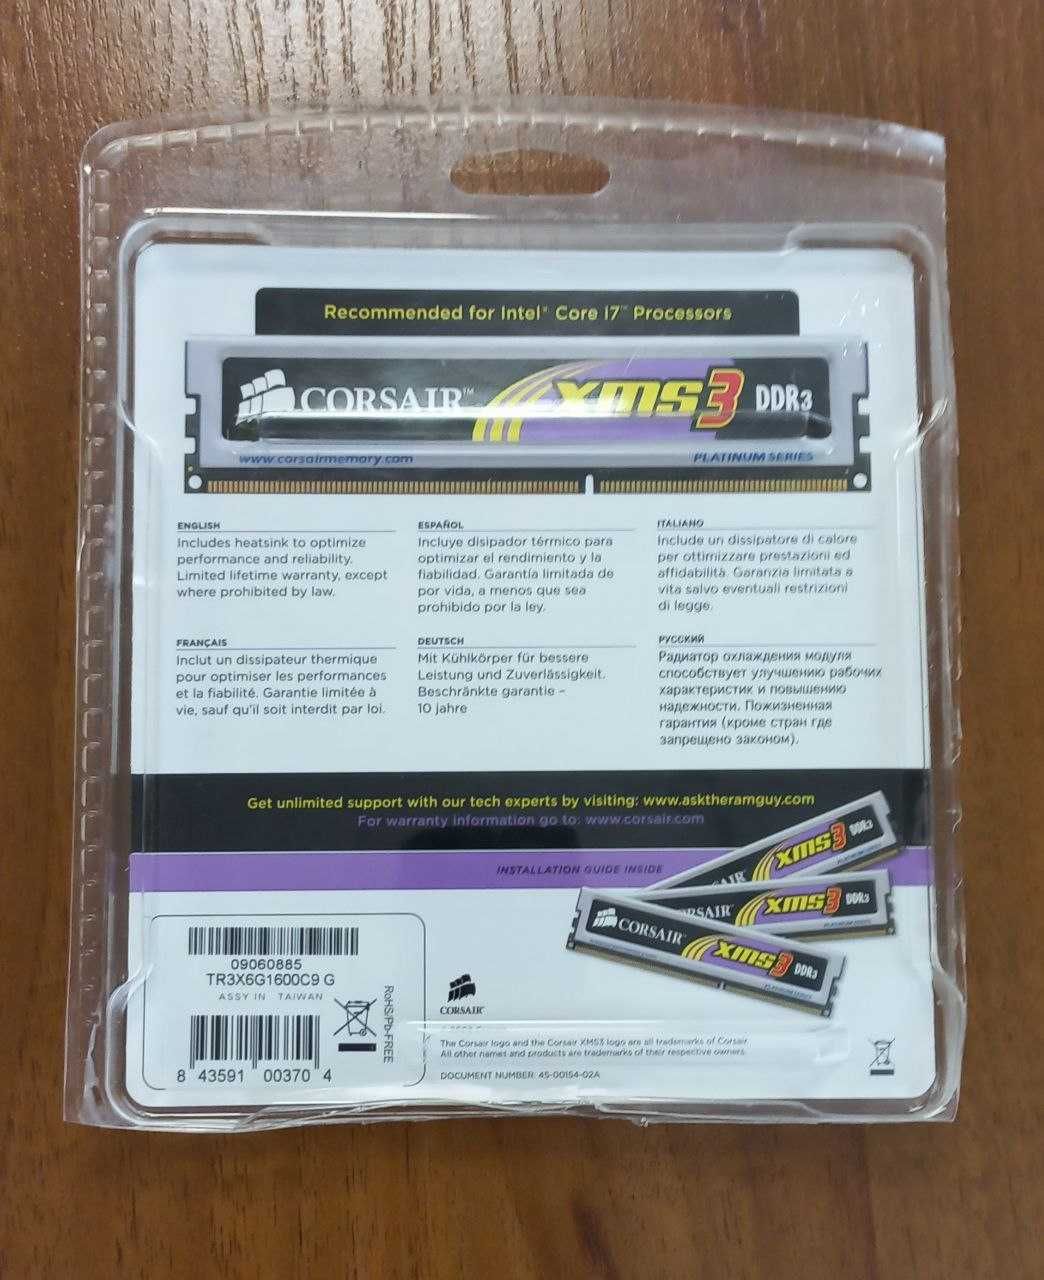 Recommended for Intel® Core i7™ Processors
CORSAIR™ XMS3 DDR3
www.corsairmemory.com PLATINUM SERIES
ENGLISH
Includes heatsink to optimize
performance and reliability.
Limited lifetime warranty, except
where prohibited by law.
ESPAÑOL
Incluye disipador térmico para
optimizar el rendimiento y la
fiabilidad. Garantía limitada de
por vida, a menos que sea
prohibido por la ley.
ITALIANO
Include un dissipatore di calore
per ottimizzare prestazioni ed
affidabilità. Garanzia limitata a
vita salvo eventuali restrizioni
di legge.
FRANÇAIS
Inclut un dissipateur thermique
pour optimiser les performances
et la fiabilité. Garantie limitée à
vie, sauf qu'il soit interdit par loi.
DEUTSCH
Mit Kühlkörper für bessere
Leistung und Zuverlässigkeit.
Beschränkte garantie –
10 jahre
РУССКИЙ
Радиатор охлаждения модуля
способствует улучшению рабочих
характеристик и повышению
надежности. Пожизненная
гарантия (кроме стран где
запрещено законом).
Get unlimited support with our tech experts by visiting: www.asktheramguy.com
For warranty information go to: www.corsair.com
INSTALLATION GUIDE INSIDE
XMS3 DDR3
CORSAIR XMS3 DDR3
CORSAIR™ XMS3 DDR3
09060885
TR3X6G1600C9 G
ASSY IN TAIWAN
RoHS/Pb-FREE
8 43591 00370 4
CORSAIR
The Corsair logo and the Corsair XMS3 logo are all trademarks of Corsair.
All other names and products are trademarks of their respective owners.
DOCUMENT NUMBER: 45-00154-02A